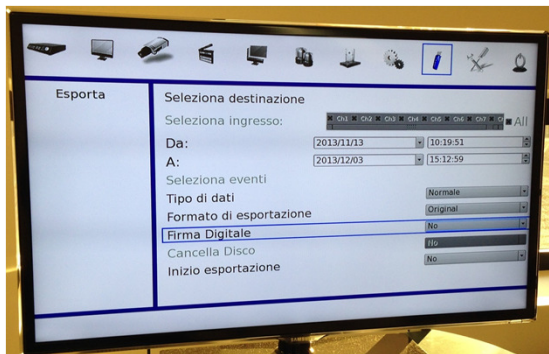 Esporta
Seleziona destinazione
Seleziona ingresso: Ch1 Ch2 Ch3 Ch4 Ch5 Ch6 Ch7 All
Da: 2013/11/13 10:19:51
A: 2013/12/03 15:12:59
Seleziona eventi
Tipo di dati Normale
Formato di esportazione Original
Firma Digitale No
No
Cancella Disco No
Inizio esportazione